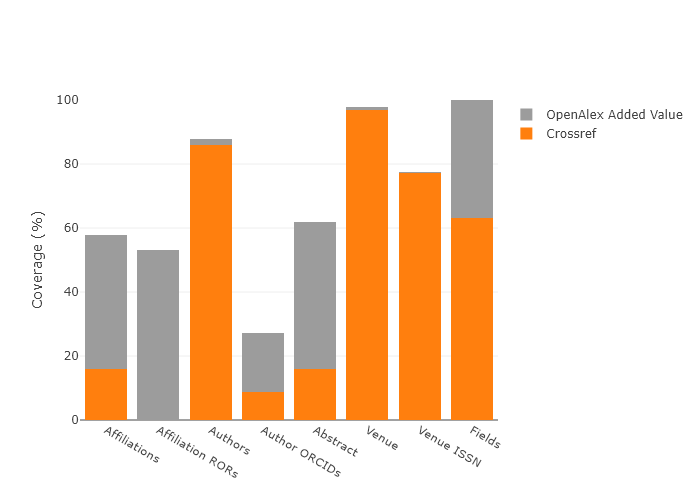 100
80
60
40
20
0
Coverage (%)
Affiliations
Affiliation RORs
Authors
Author ORCIDs
Abstract
Venue
Venue ISSN
Fields
OpenAlex Added Value
Crossref